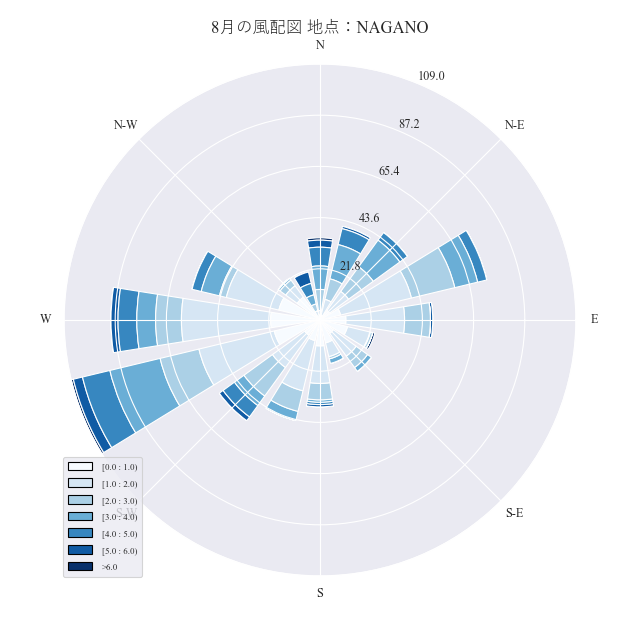 8月の風配図 地点：NAGANO
N
109.0
N-W
87.2
N-E
65.4
43.6
21.8
W
E
[0.0 : 1.0)
[1.0 : 2.0)
[2.0 : 3.0)
S-W
[3.0 : 4.0)
S-E
[4.0 : 5.0)
[5.0 : 6.0)
>6.0
S